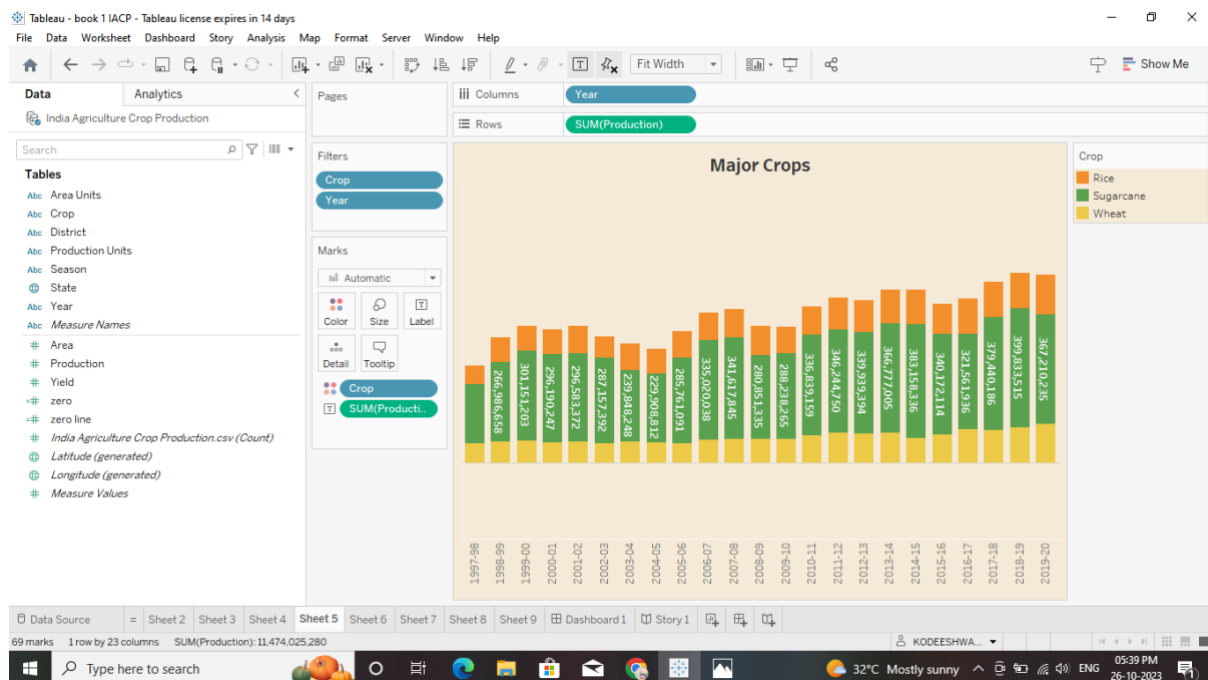 Tableau - book 1 IACP - Tableau license expires in 14 days
File Data Worksheet Dashboard Story Analysis Map Format Server Window Help
Fit Width
Show Me
Data Analytics
India Agriculture Crop Production
Search
Tables
Abc Area Units
Abc Crop
Abc District
Abc Production Units
Abc Season
State
Abc Year
Abc Measure Names
# Area
# Production
# Yield
=# zero
=# zero line
# India Agriculture Crop Production.csv (Count)
Latitude (generated)
Longitude (generated)
# Measure Values
Pages
Filters
Crop
Year
Marks
Automatic
Color Size Label
Detail Tooltip
Crop
SUM(Producti..
Columns Year
Rows SUM(Production)
Major Crops
266,986,658
301,151,203
296,190,247
296,583,372
287,157,392
239,848,248
229,908,812
285,761,091
335,020,038
341,617,845
280,851,335
288,238,265
336,839,159
346,244,750
339,939,394
366,777,005
383,158,336
340,172,114
321,561,936
379,440,186
399,833,515
367,210,235
1997-98
1998-99
1999-00
2000-01
2001-02
2002-03
2003-04
2004-05
2005-06
2006-07
2007-08
2008-09
2009-10
2010-11
2011-12
2012-13
2013-14
2014-15
2015-16
2016-17
2017-18
2018-19
2019-20
Crop
Rice
Sugarcane
Wheat
Data Source Sheet 2 Sheet 3 Sheet 4 Sheet 5 Sheet 6 Sheet 7 Sheet 8 Sheet 9 Dashboard 1 Story 1
69 marks 1 row by 23 columns SUM(Production): 11,474,025,280
KODEESHWA...
Type here to search
32°C Mostly sunny
ENG
05:39 PM
26-10-2023